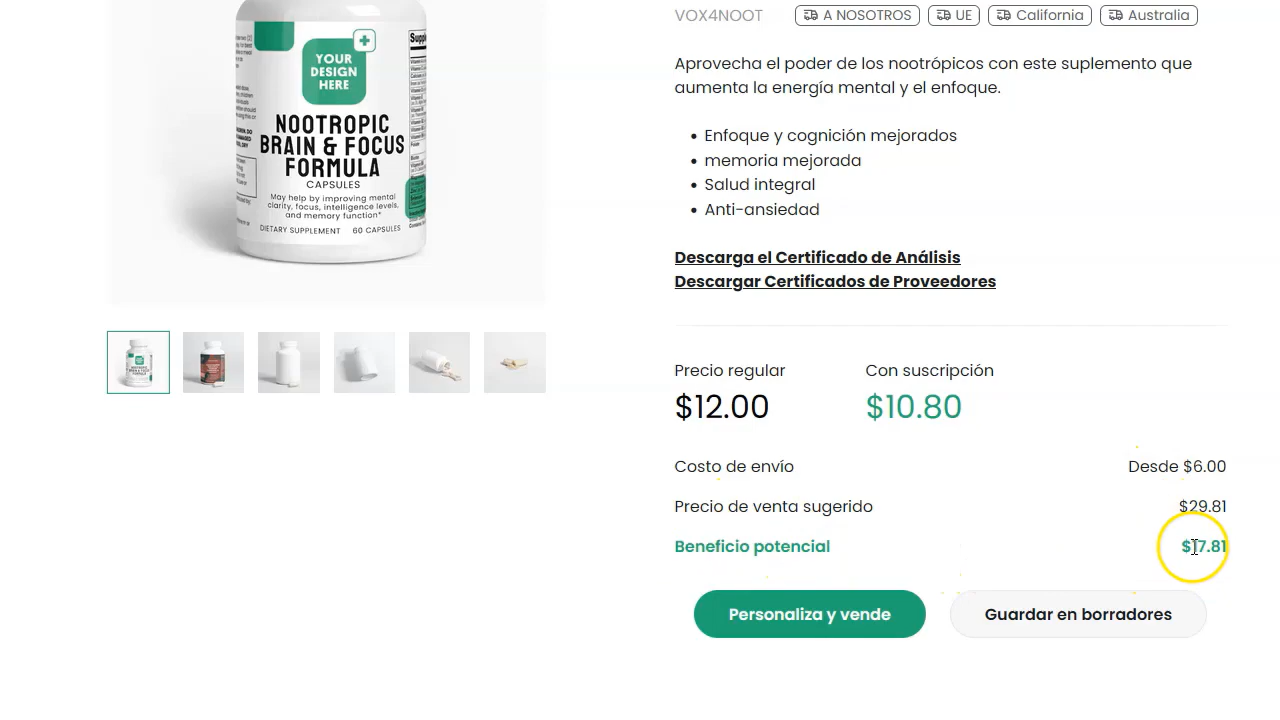 VOX4NOOT
A NOSOTROS
UE
California
Australia
Aprovecha el poder de los nootrópicos con este suplemento que
aumenta la energía mental y el enfoque.
Enfoque y cognición mejorados
memoria mejorada
Salud integral
Anti-ansiedad
Descarga el Certificado de Análisis
Descargar Certificados de Proveedores
Precio regular
$12.00
Con suscripción
$10.80
Costo de envío
Desde $6.00
Precio de venta sugerido
$29.81
Beneficio potencial
$17.81
Personaliza y vende
Guardar en borradores
YOUR
DESIGN
HERE
NOOTROPIC
BRAIN & FOCUS
FORMULA
CAPSULES
May help by improving mental
clarity, focus, intelligence levels,
and memory function*
DIETARY SUPPLEMENT
60 CAPSULES